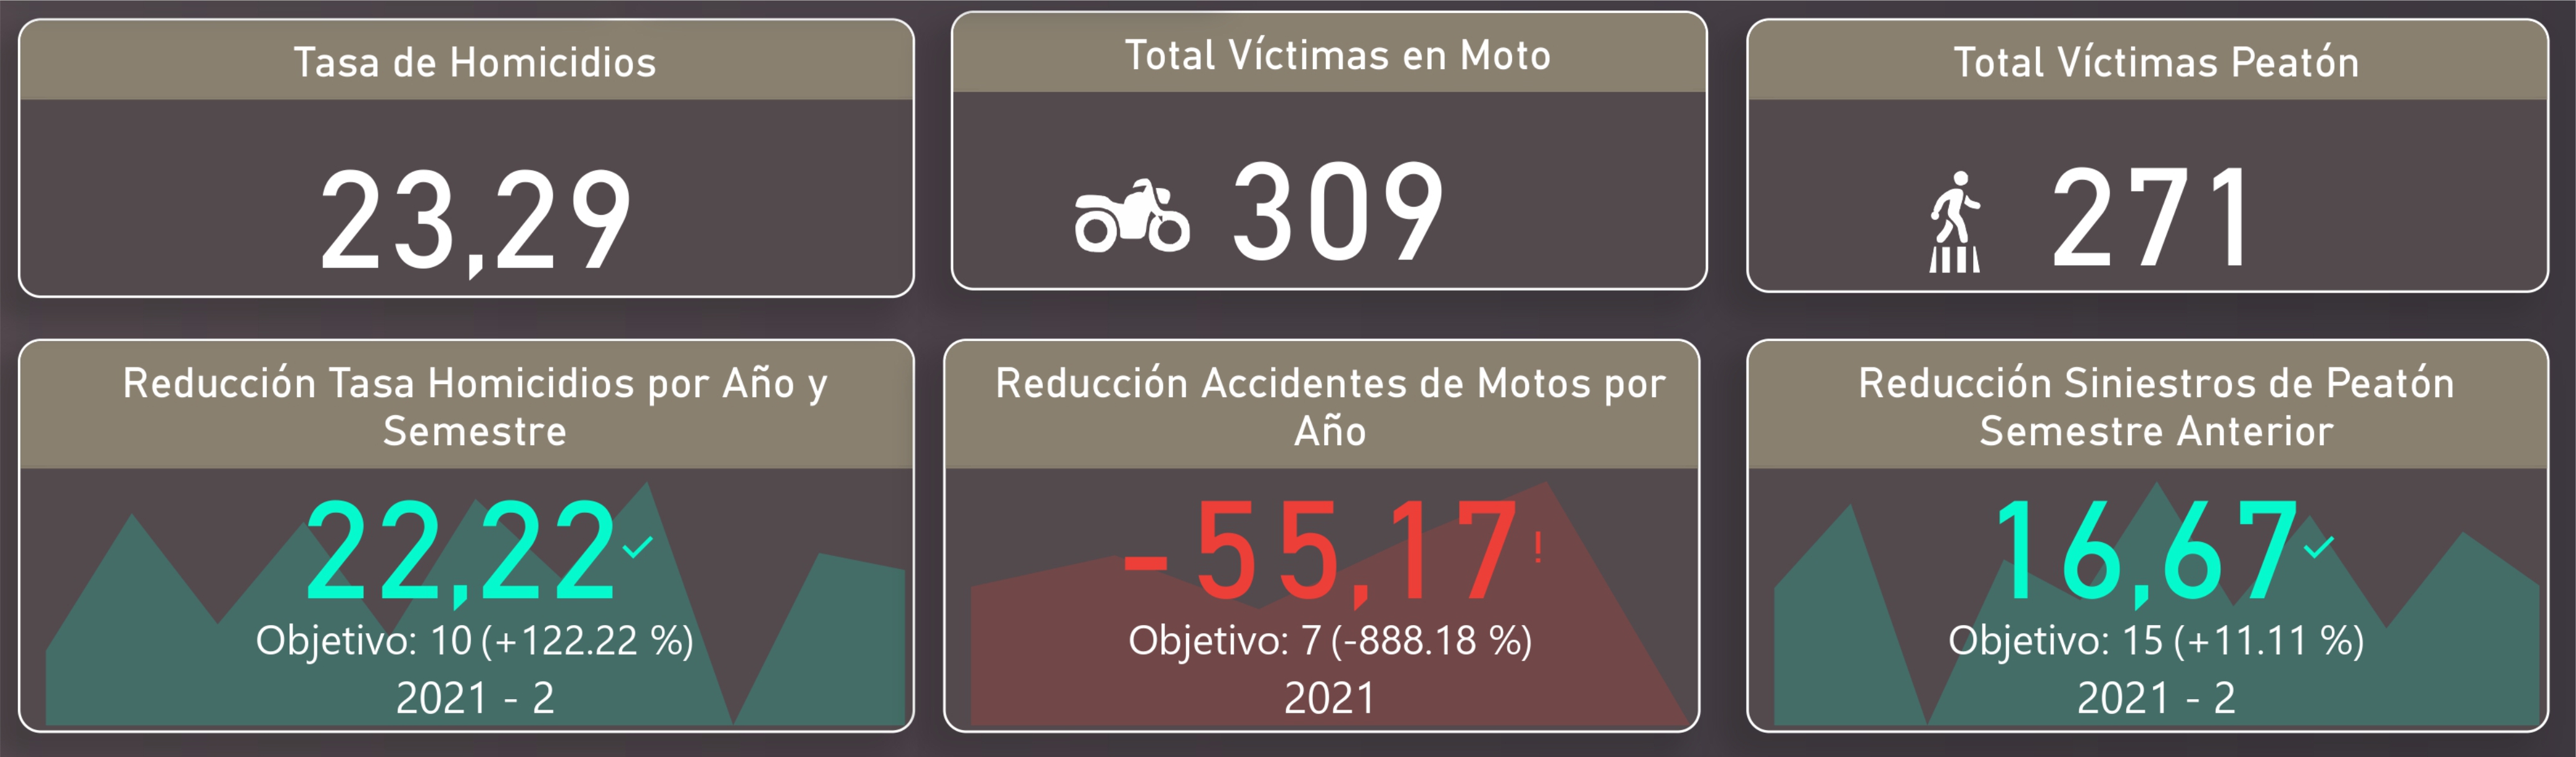 Tasa de Homicidios
23,29
Total Víctimas en Moto
309
Total Víctimas Peatón
271
Reducción Tasa Homicidios por Año y
Semestre
22,22
Objetivo: 10 (+122.22 %)
2021 - 2
Reducción Accidentes de Motos por
Año
-55,17!
Objetivo: 7 (-888.18 %)
2021
Reducción Siniestros de Peatón
Semestre Anterior
16,67
Objetivo: 15 (+11.11 %)
2021 - 2